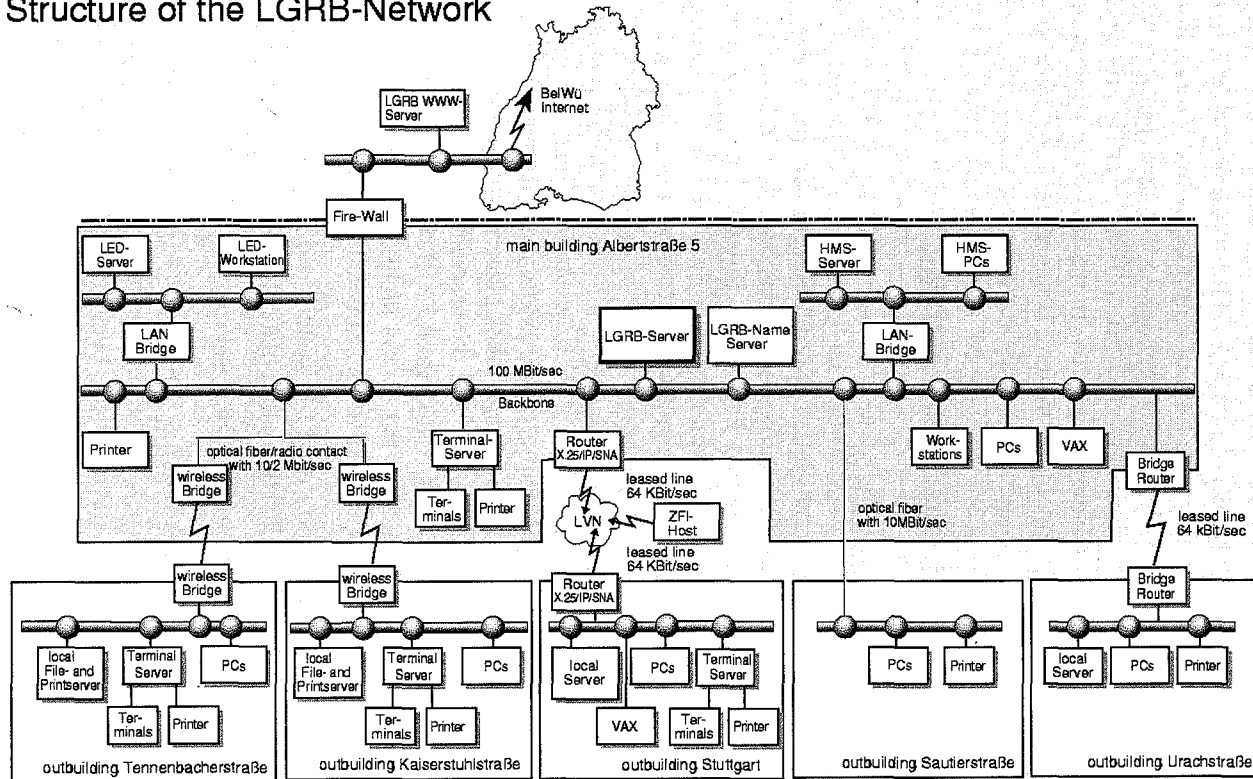 Structure of the LGRB-Network
LGRB WWW-
Server
BelWü
Internet
Fire-Wall
main building Albertstraße 5
LED-
Server
LED-
Workstation
HMS-
Server
HMS-
PCs
LAN
Bridge
LGRB-Server
LGRB-Name
Server
LAN-
Bridge
100 MBit/sec
Backbone
Printer
optical fiber/radio contact
with 10/2 Mbit/sec
wireless
Bridge
wireless
Bridge
Terminal-
Server
Ter-
minals
Printer
Router
X.25/IP/SNA
leased line
64 KBit/sec
LVN
ZFI-
Host
leased line
64 KBit/sec
Work-
stations
PCs
VAX
optical fiber
with 10MBit/sec
Bridge
Router
leased line
64 kBit/sec
wireless
Bridge
local
File- and
Printserver
Terminal
Server
PCs
Ter-
minals
Printer
outbuilding Tennenbacherstraße
wireless
Bridge
local
File- and
Printserver
Terminal
Server
PCs
Ter-
minals
Printer
outbuilding Kaiserstuhlstraße
Router
X.25/IP/SNA
local
Server
PCs
Terminal
Server
VAX
Ter-
minals
Printer
outbuilding Stuttgart
PCs
Printer
outbuilding Sautierstraße
Bridge
Router
local
Server
PCs
Printer
outbuilding Urachstraße